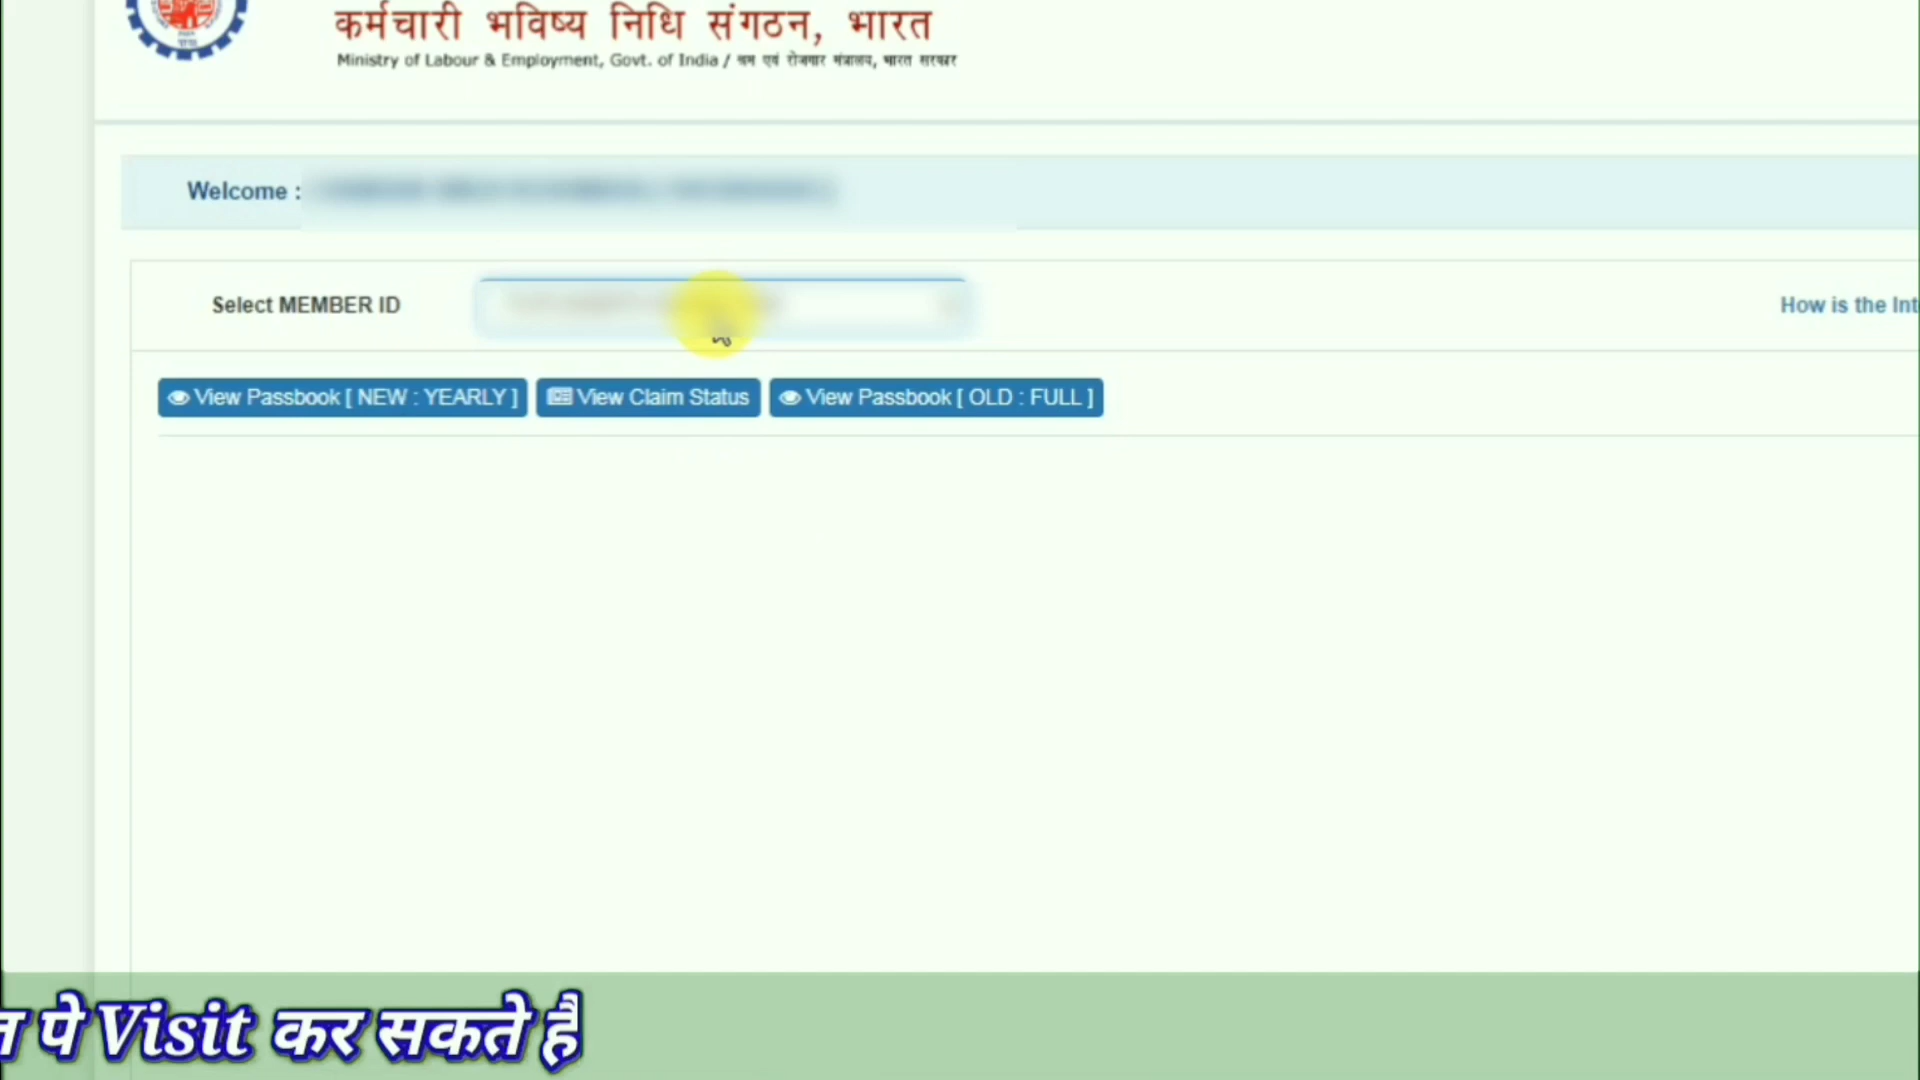 कर्मचारी भविष्य निधि संगठन, भारत
Ministry of Labour & Employment, Govt. of India / श्रम एवं रोजगार मंत्रालय, भारत सरकार
Welcome :
Select MEMBER ID
How is the Int
View Passbook [ NEW : YEARLY ] View Claim Status View Passbook [ OLD : FULL ]
पे Visit कर सकते हैं